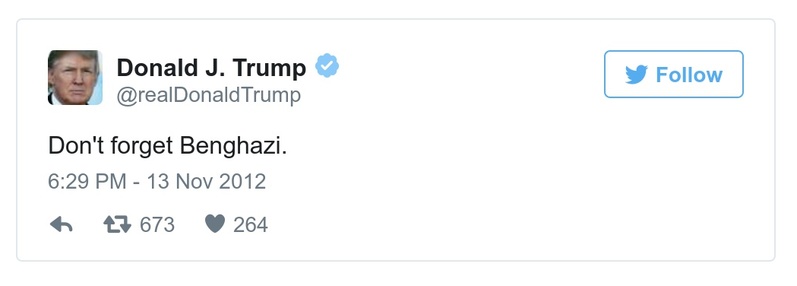 Donald J. Trump
@realDonaldTrump
Follow
Don't forget Benghazi.
6:29 PM - 13 Nov 2012
673 264